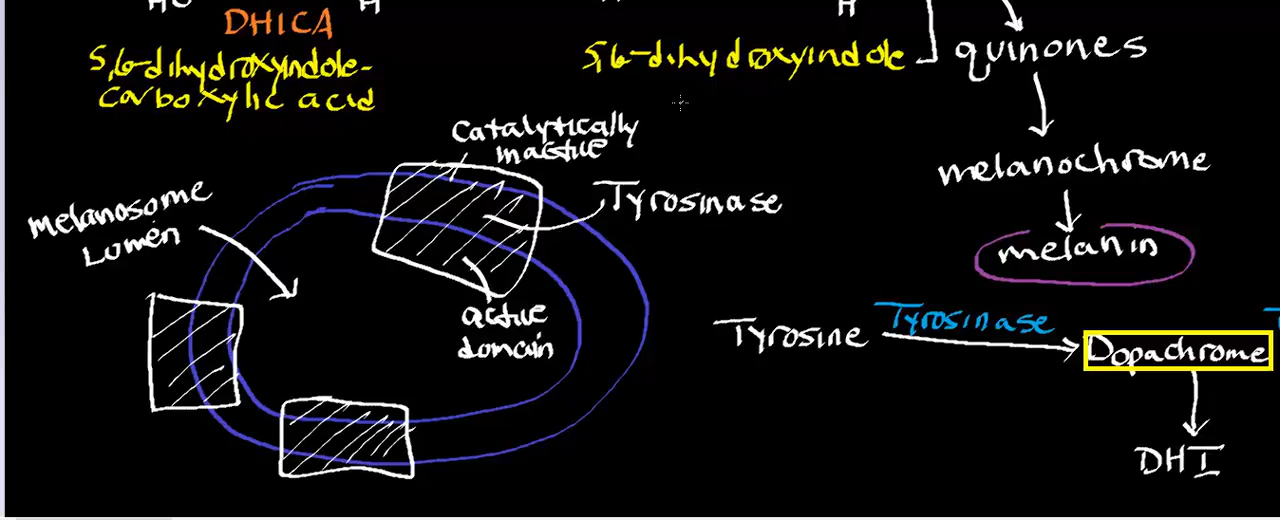 DHICA
5,6-dihydroxyindole-
carboxylic acid
5,6-dihydroxyindole
quinones
melanochrome
melanin
catalytically
inactive
Tyrosinase
melanosome
Lumen
active
domain
Tyrosine
Tyrosinase
Dopachrome
DHI